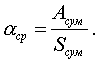 α_ср = A_сум / S_сум .